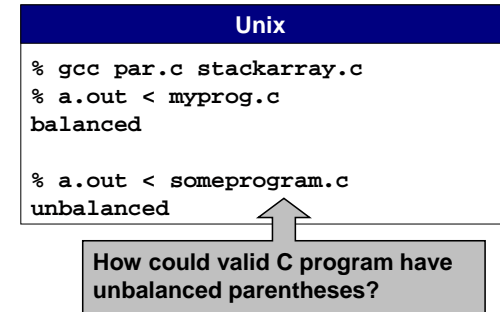 Unix
% gcc par.c stackarray.c
% a.out < myprog.c
balanced
% a.out < someprogram.c
unbalanced
How could valid C program have
unbalanced parentheses?